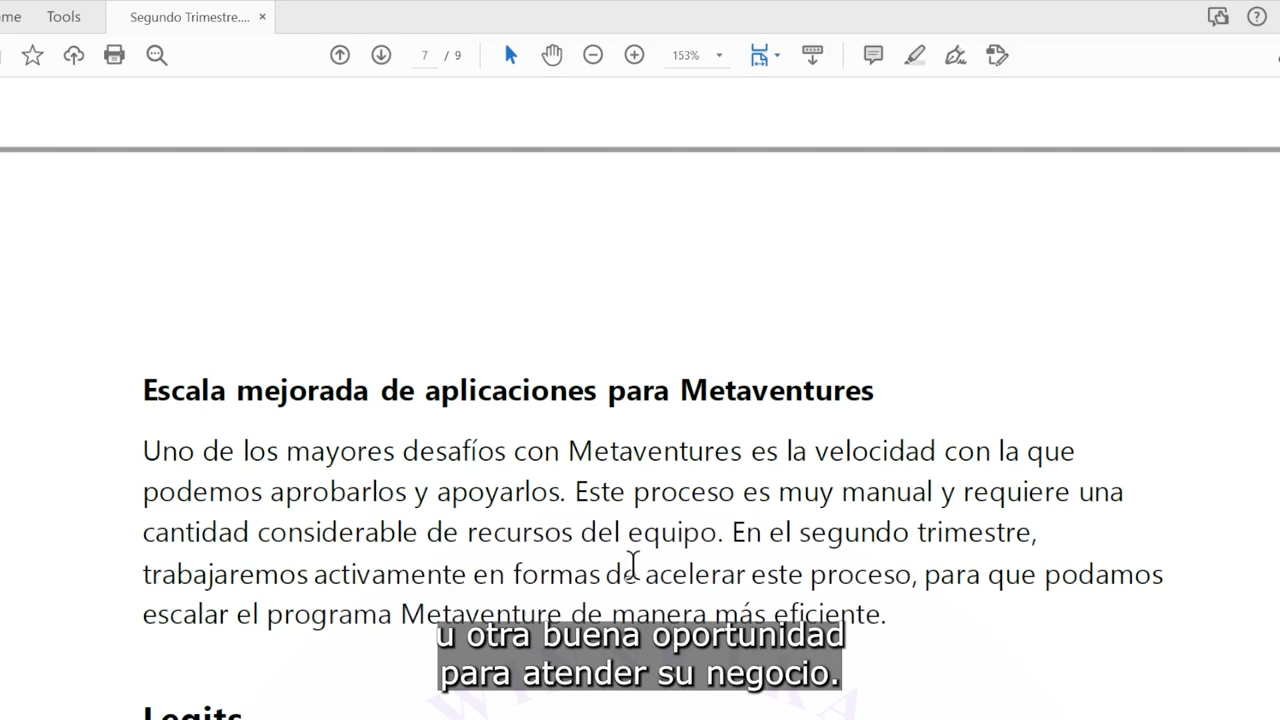 ome
Tools
Segundo Trimestre.... ×
7 / 9
153%
Escala mejorada de aplicaciones para Metaventures
Uno de los mayores desafíos con Metaventures es la velocidad con la que
podemos aprobarlos y apoyarlos. Este proceso es muy manual y requiere una
cantidad considerable de recursos del equipo. En el segundo trimestre,
trabajaremos activamente en formas de acelerar este proceso, para que podamos
escalar el programa Metaventure de manera más eficiente.
u otra buena oportunidad
para atender su negocio.
Legits